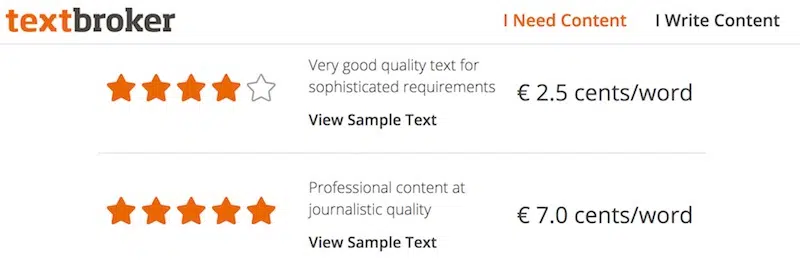 textbroker I Need Content I Write Content
Very good quality text for
sophisticated requirements
€ 2.5 cents/word
View Sample Text
Professional content at
journalistic quality
€ 7.0 cents/word
View Sample Text